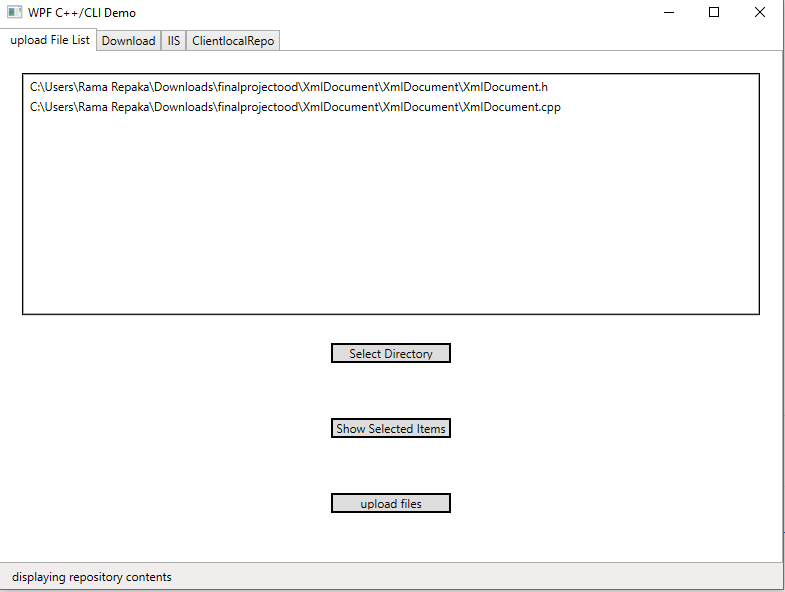 WPF C++/CLI Demo
upload File List Download IIS ClientlocalRepo
C:\Users\Rama Repaka\Downloads\finalprojectood\XmlDocument\XmlDocument\XmlDocument.h
C:\Users\Rama Repaka\Downloads\finalprojectood\XmlDocument\XmlDocument\XmlDocument.cpp
Select Directory
Show Selected Items
upload files
displaying repository contents